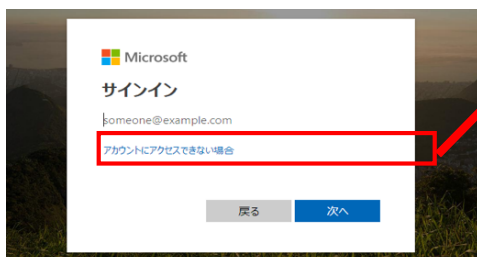 Microsoft
サインイン
someone@example.com
アカウントにアクセスできない場合
戻る 次へ